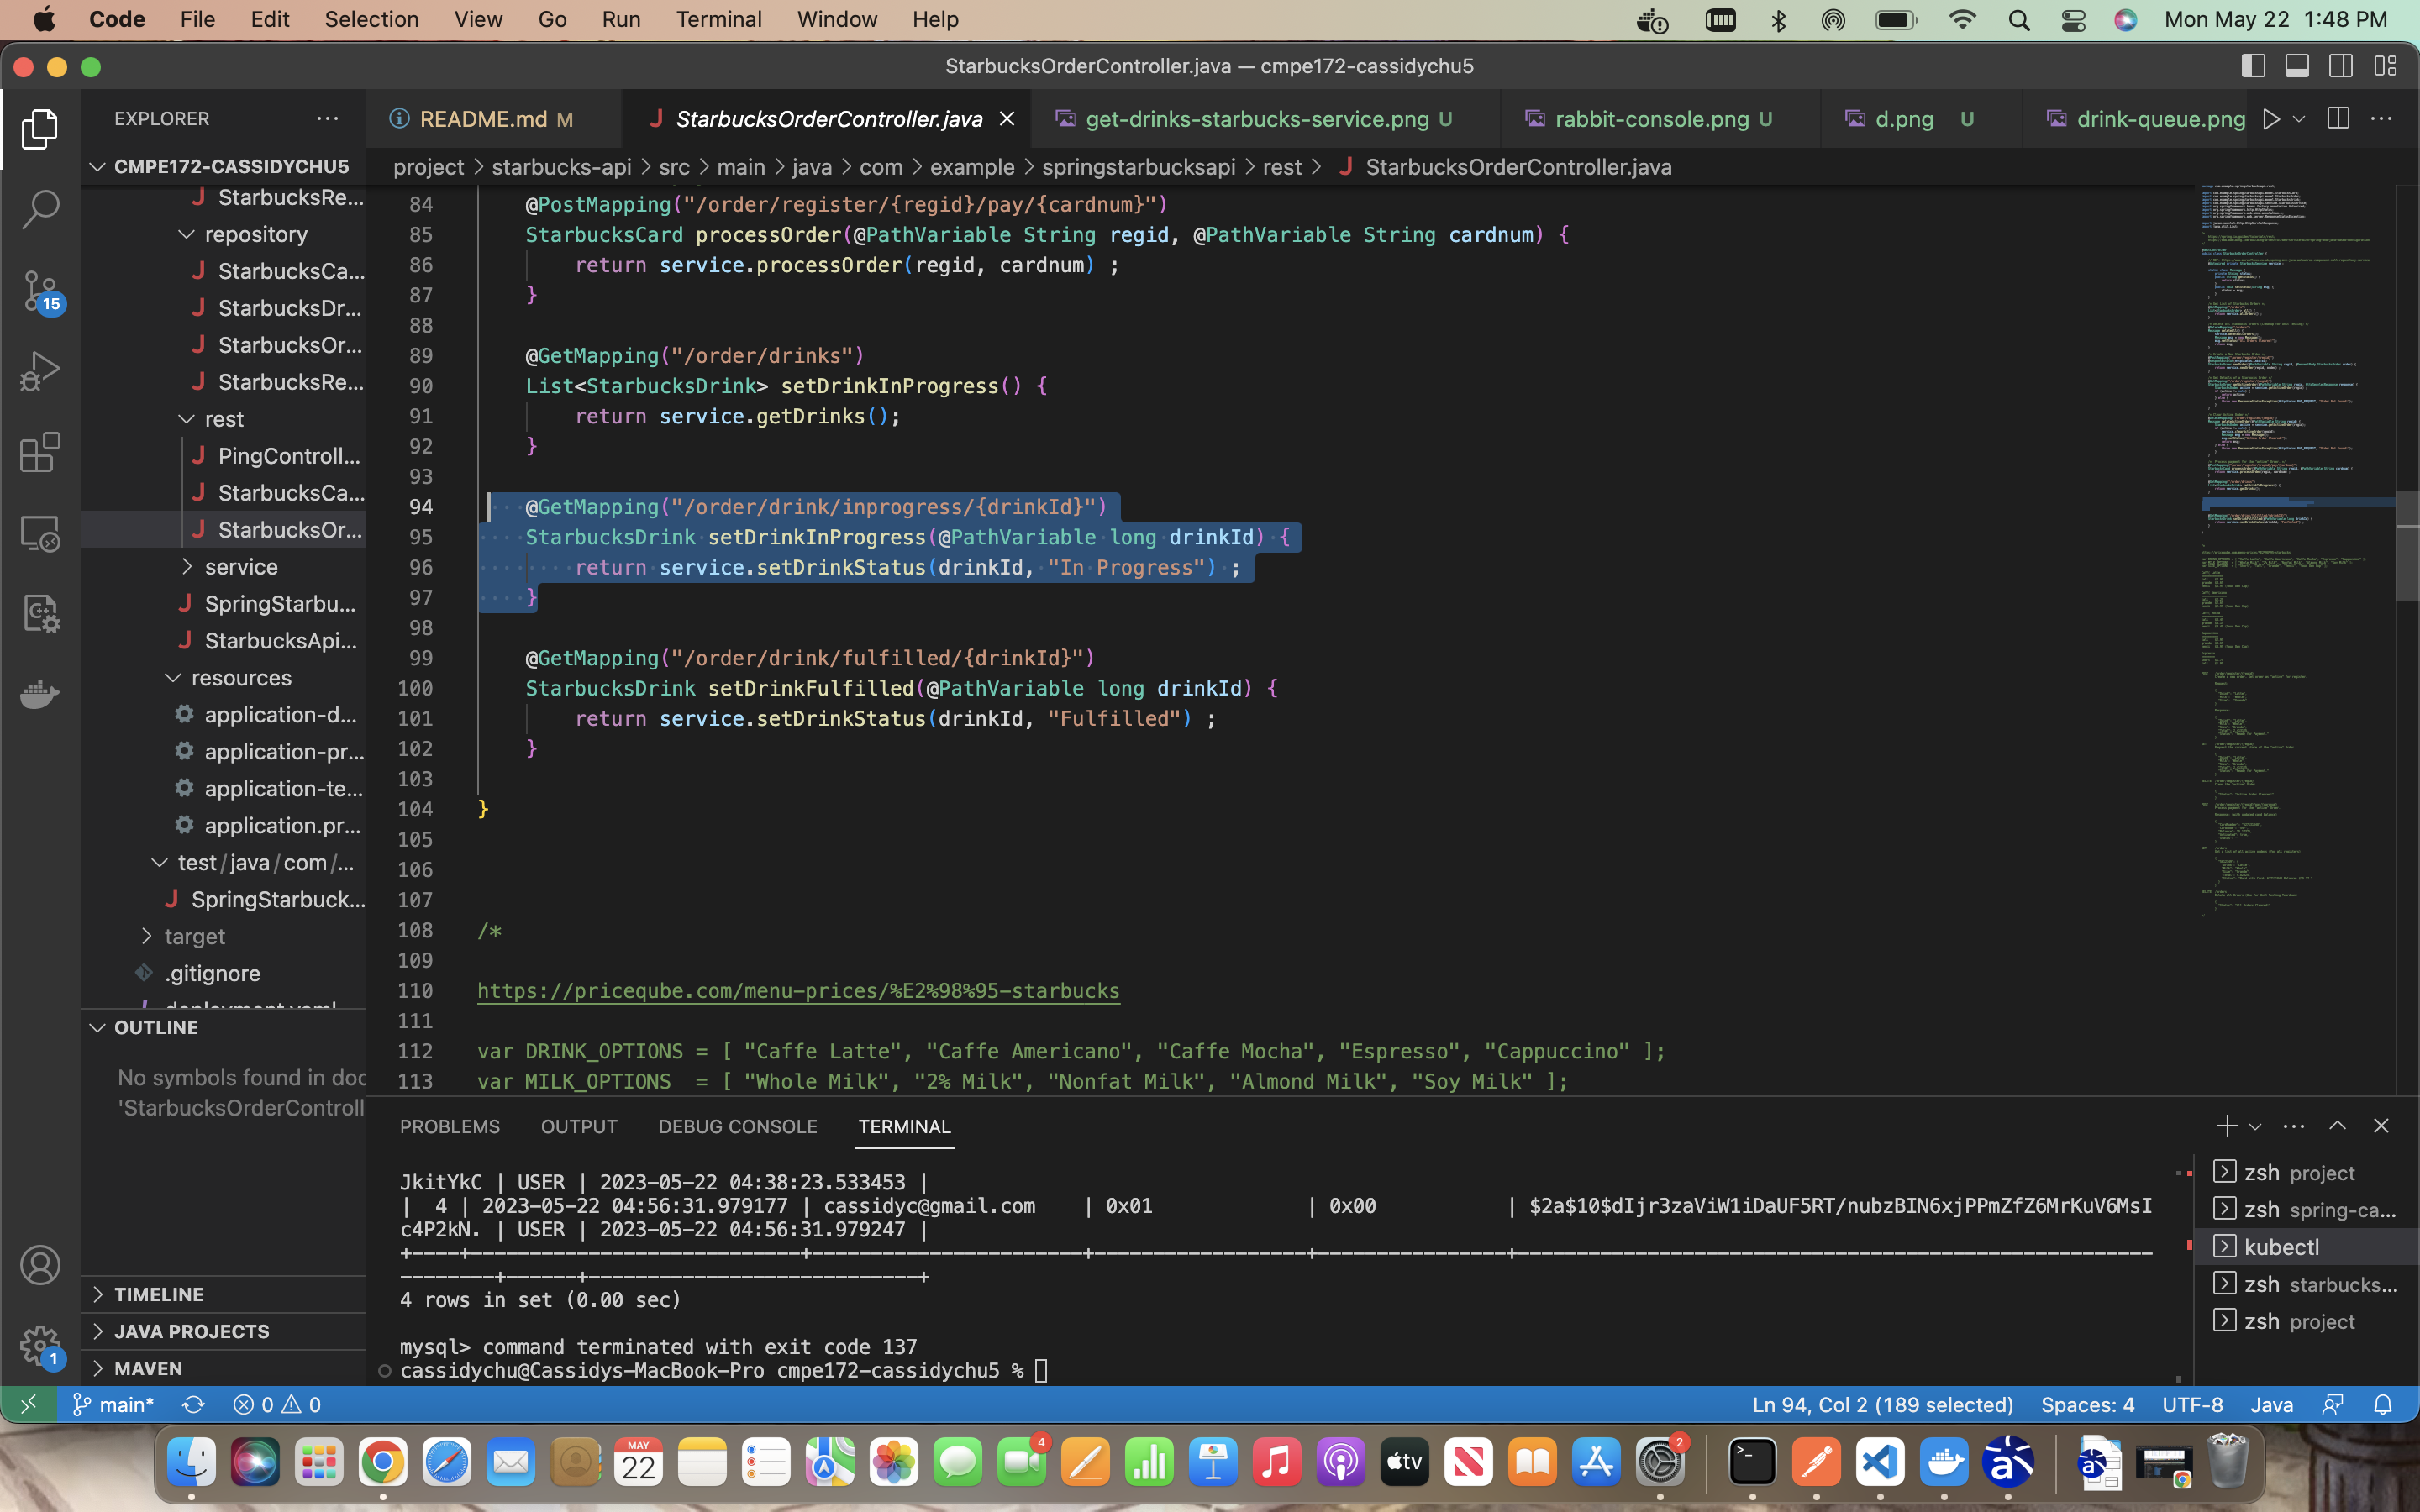 Code File Edit Selection View Go Run Terminal Window Help
Mon May 22 1:48 PM
StarbucksOrderController.java — cmpe172-cassidychu5
EXPLORER
README.md M
StarbucksOrderController.java
get-drinks-starbucks-service.png U
rabbit-console.png U
d.png U
drink-queue.png
CMPE172-CASSIDYCHU5
project > starbucks-api > src > main > java > com > example > springstarbucksapi > rest > StarbucksOrderController.java
StarbucksRe...
repository
StarbucksCa...
StarbucksDr...
StarbucksOr...
StarbucksRe...
rest
PingControll...
StarbucksCa...
StarbucksOr...
service
SpringStarbu...
StarbucksApi...
resources
application-d...
application-pr...
application-te...
application.pr...
test/java/com/...
SpringStarbuck...
target
.gitignore
deployment.yaml
15
84 @PostMapping("/order/register/{regid}/pay/{cardnum}")
85 StarbucksCard processOrder(@PathVariable String regid, @PathVariable String cardnum) {
86 return service.processOrder(regid, cardnum) ;
87 }
88
89 @GetMapping("/order/drinks")
90 List<StarbucksDrink> setDrinkInProgress() {
91 return service.getDrinks();
92 }
93
94 @GetMapping("/order/drink/inprogress/{drinkId}")
95 StarbucksDrink setDrinkInProgress(@PathVariable long drinkId) {
96 return service.setDrinkStatus(drinkId, "In Progress") ;
97 }
98
99 @GetMapping("/order/drink/fulfilled/{drinkId}")
100 StarbucksDrink setDrinkFulfilled(@PathVariable long drinkId) {
101 return service.setDrinkStatus(drinkId, "Fulfilled") ;
102 }
103
104 }
105
106
107
108 /*
109
110 https://priceqube.com/menu-prices/%E2%98%95-starbucks
111
112 var DRINK_OPTIONS = [ "Caffe Latte", "Caffe Americano", "Caffe Mocha", "Espresso", "Cappuccino" ];
113 var MILK_OPTIONS = [ "Whole Milk", "2% Milk", "Nonfat Milk", "Almond Milk", "Soy Milk" ];
OUTLINE
No symbols found in doc
'StarbucksOrderControll
TIMELINE
JAVA PROJECTS
MAVEN
1
PROBLEMS OUTPUT DEBUG CONSOLE TERMINAL
JkitYkC | USER | 2023-05-22 04:38:23.533453 |
| 4 | 2023-05-22 04:56:31.979177 | cassidyc@gmail.com | 0x01 | 0x00 | $2a$10$dIjr3zaViW1iDaUF5RT/nubzBIN6xjPPmZfZ6MrKuV6MsI
c4P2kN. | USER | 2023-05-22 04:56:31.979247 |
4 rows in set (0.00 sec)
mysql> command terminated with exit code 137
cassidychu@Cassidys-MacBook-Pro cmpe172-cassidychu5 %
zsh project
zsh spring-ca...
kubectl
zsh starbucks...
zsh project
main* 0 0
Ln 94, Col 2 (189 selected) Spaces: 4 UTF-8 Java
MAY
22
4
tv
2